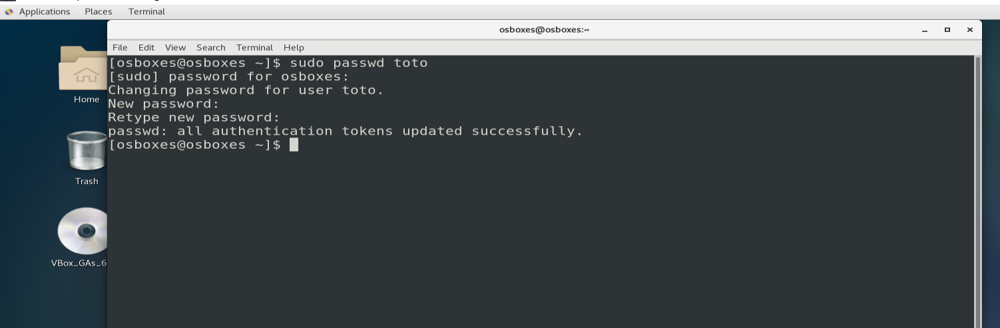 Applications Places Terminal
osboxes@osboxes:~
File Edit View Search Terminal Help
[osboxes@osboxes ~]$ sudo passwd toto
[sudo] password for osboxes:
Changing password for user toto.
New password:
Retype new password:
passwd: all authentication tokens updated successfully.
[osboxes@osboxes ~]$
Home
Trash
VBox_GAs_6